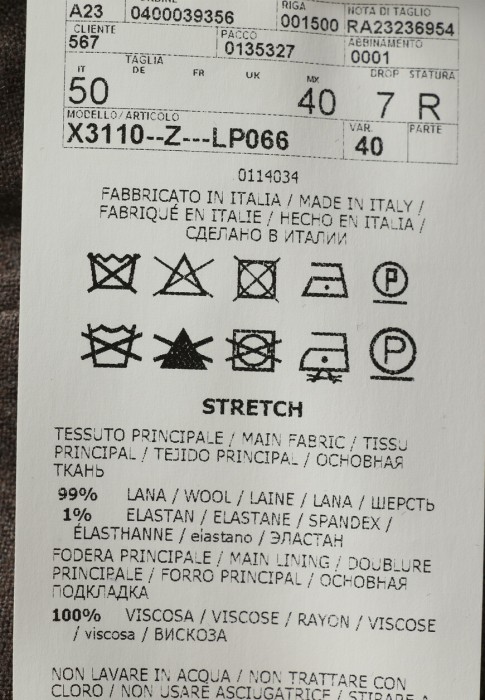 RIGA NOTA DI TAGLIO
A23 0400039356 001500 RA23236954
CLIENTE PACCO ABBINAMENTO
567 0135327 0001
TAGLIA
IT DE FR UK MX DROP STATURA
50 40 7 R
MODELLO/ARTICOLO VAR. PARTE
X3110--Z---LP066 40
0114034
FABBRICATO IN ITALIA / MADE IN ITALY /
FABRIQUÉ EN ITALIE / HECHO EN ITALIA /
СДЕЛАНО В ИТАЛИИ
P
P
STRETCH
TESSUTO PRINCIPALE / MAIN FABRIC / TISSU
PRINCIPAL / TEJIDO PRINCIPAL / ОСНОВНАЯ
ТКАНЬ
99% LANA / WOOL / LAINE / LANA / ШЕРСТЬ
1% ELASTAN / ELASTANE / SPANDEX /
ÉLASTHANNE / elastano / ЭЛАСТАН
FODERA PRINCIPALE / MAIN LINING / DOUBLURE
PRINCIPALE / FORRO PRINCIPAL / ОСНОВНАЯ
ПОДКЛАДКА
100% VISCOSA / VISCOSE / RAYON / VISCOSE
/ viscosa / ВИСКОЗА
NON LAVARE IN ACQUA / NON TRATTARE CON
CLORO / NON USARE ASCIUGATRICE / STIRARE A